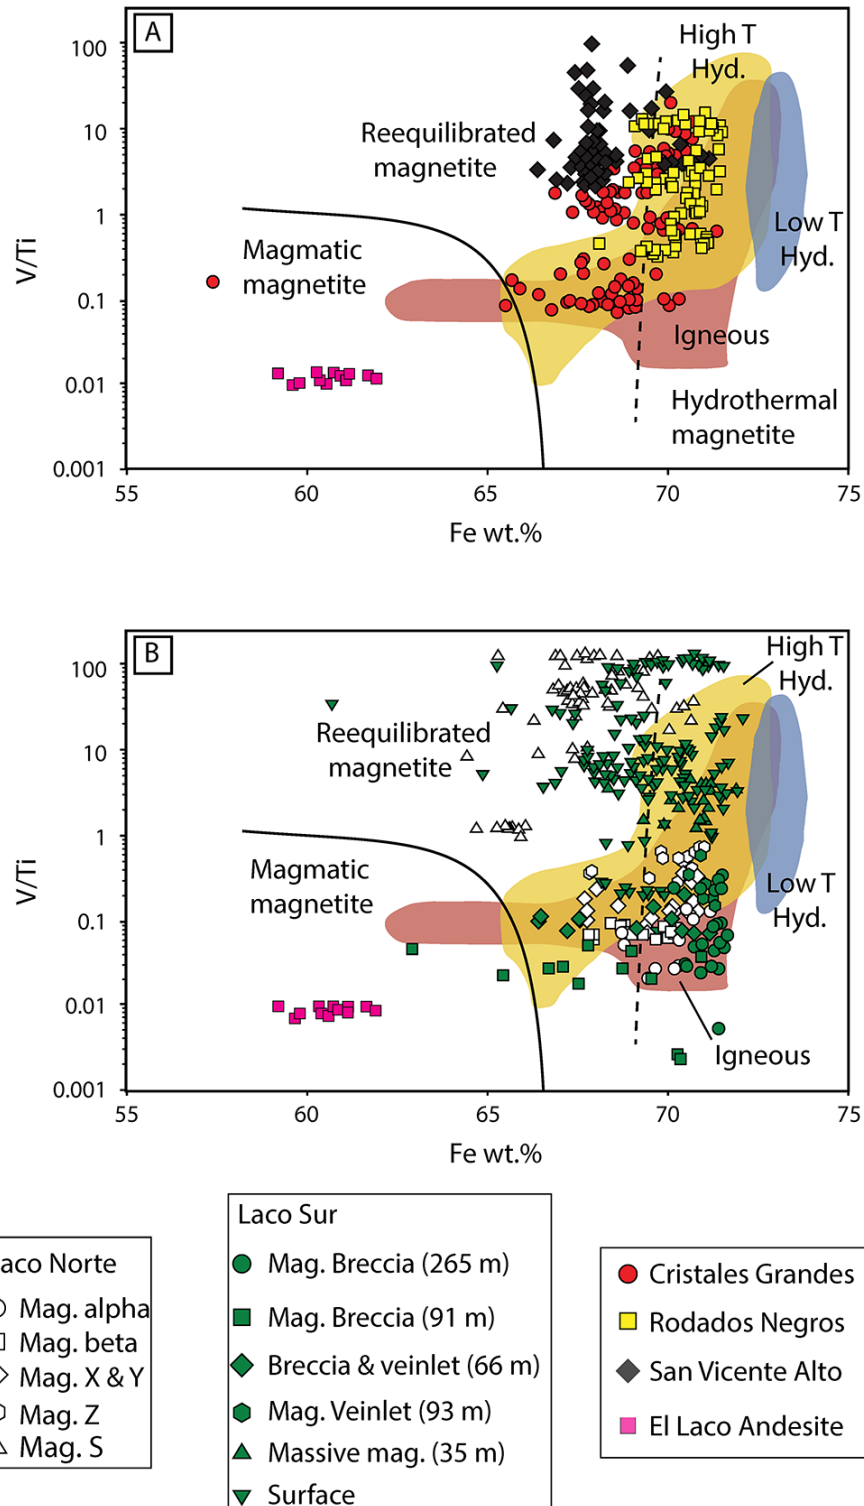 A
High T
Hyd.
100
10
1
0.1
0.01
0.001
V/Ti
Reequilibrated
magnetite
Low T
Hyd.
Magmatic
magnetite
Igneous
Hydrothermal
magnetite
55
60
65
70
75
Fe wt.%
B
High T
Hyd.
100
10
1
0.1
0.01
0.001
V/Ti
Reequilibrated
magnetite
Magmatic
magnetite
Low T
Hyd.
Igneous
55
60
65
70
75
Fe wt.%
aco Norte
Mag. alpha
Mag. beta
Mag. X & Y
Mag. Z
Mag. S
Laco Sur
Mag. Breccia (265 m)
Mag. Breccia (91 m)
Breccia & veinlet (66 m)
Mag. Veinlet (93 m)
Massive mag. (35 m)
Surface
Cristales Grandes
Rodados Negros
San Vicente Alto
El Laco Andesite